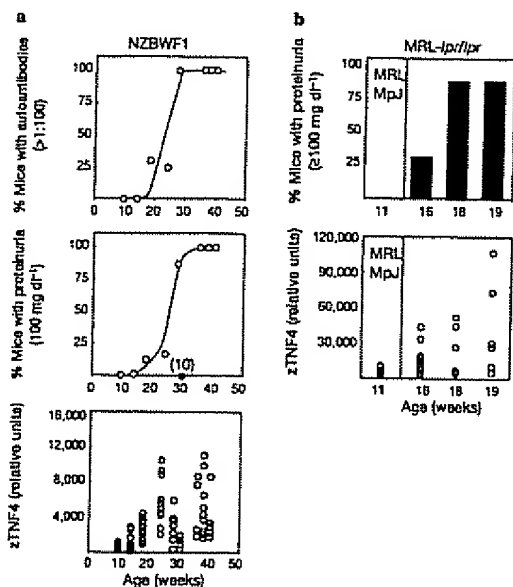 a
NZBWF1
% Mice with autoantibodies
(>1:100)
100
75
50
25
0 10 20 30 40 50
% Mice with proteinuria
(100 mg dl⁻¹)
100
75
50
25
(10)
0 10 20 30 40 50
zTNF4 (relative units)
16,000
12,000
8,000
4,000
0 10 20 30 40 50
Age (weeks)
b
MRL-lpr/lpr
% Mice with proteinuria
(≥100 mg dl⁻¹)
100
75
50
25
MRL
MpJ
11 16 18 19
zTNF4 (relative units)
120,000
90,000
60,000
30,000
MRL
MpJ
11 16 18 19
Age (weeks)